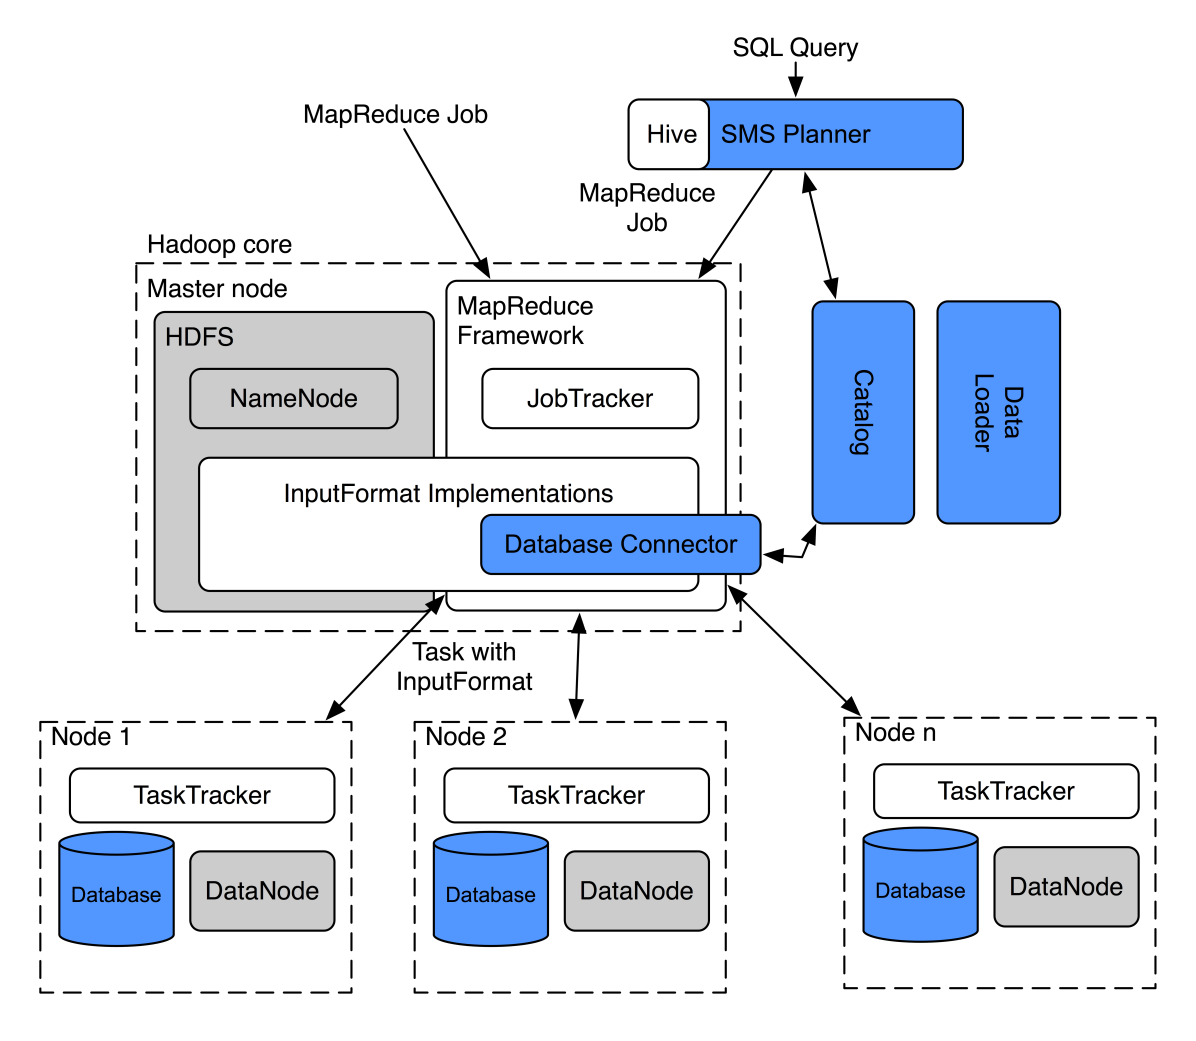 SQL Query
MapReduce Job
Hive
SMS Planner
MapReduce
Job
Hadoop core
Master node
HDFS
MapReduce
Framework
NameNode
JobTracker
Catalog
Data
Loader
InputFormat Implementations
Database Connector
Task with
InputFormat
Node 1
TaskTracker
Database
DataNode
Node 2
TaskTracker
Database
DataNode
Node n
TaskTracker
Database
DataNode